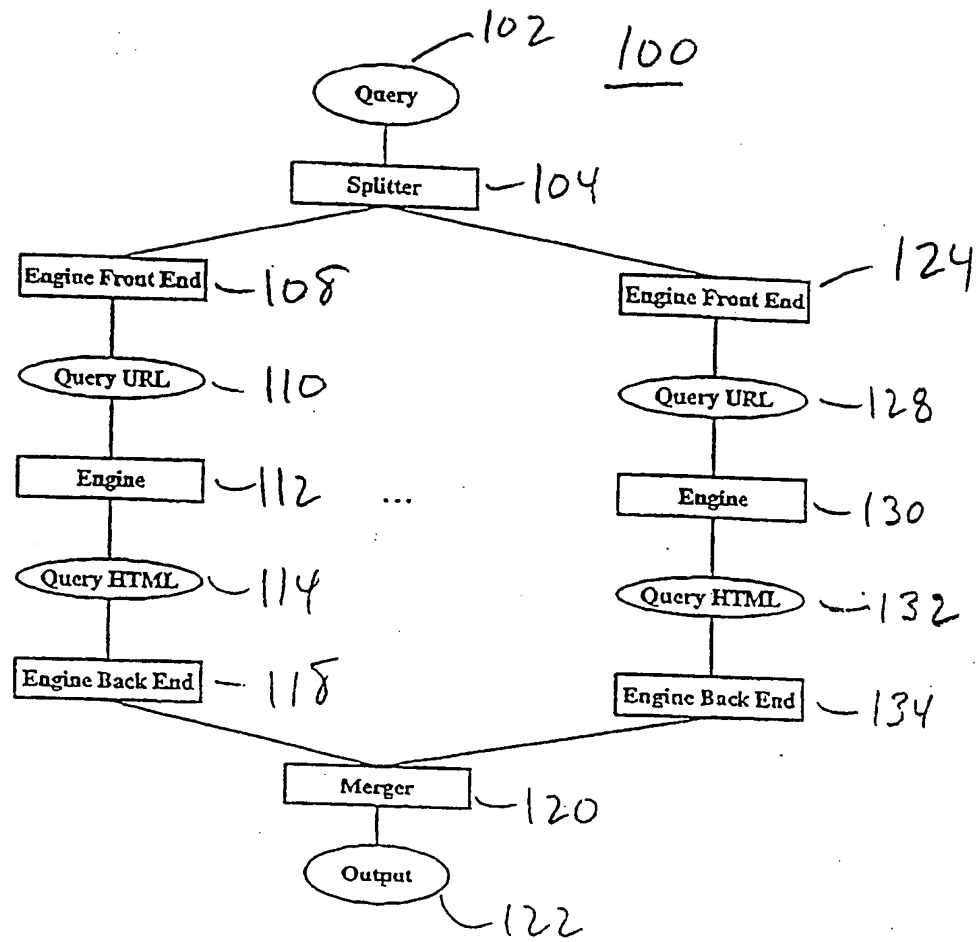 102
100
Query
Splitter
104
Engine Front End
108
Engine Front End
124
Query URL
110
Query URL
128
Engine
112
...
Engine
130
Query HTML
114
Query HTML
132
Engine Back End
118
Engine Back End
134
Merger
120
Output
122